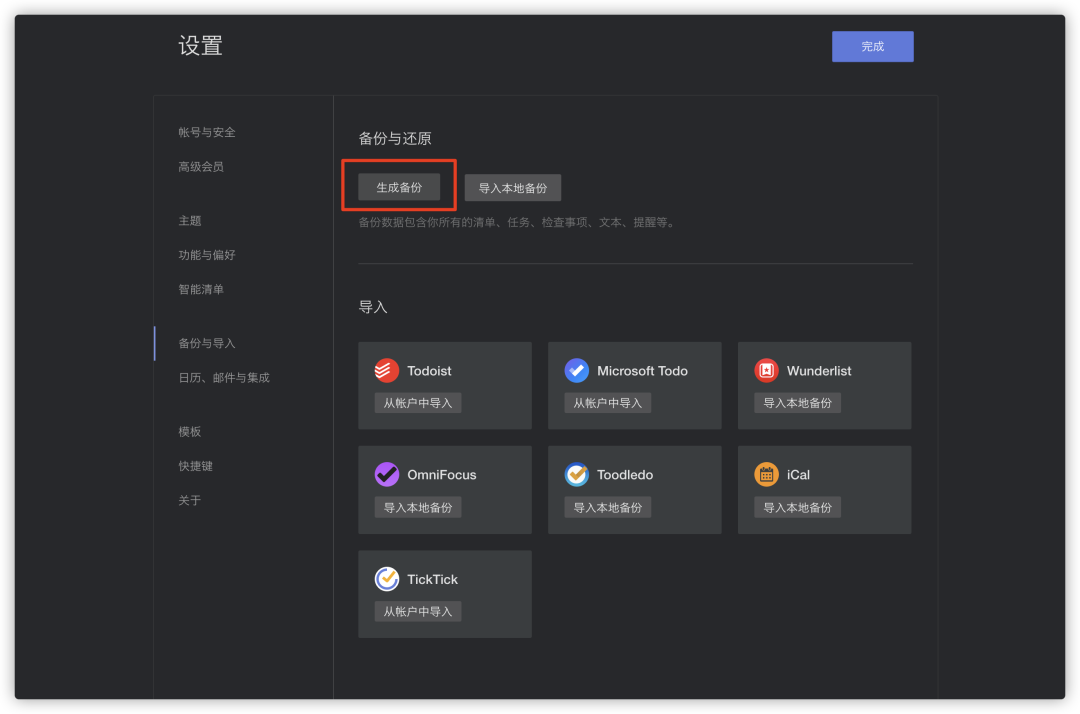 设置
完成
帐号与安全
高级会员
主题
功能与偏好
智能清单
备份与导入
日历、邮件与集成
模板
快捷键
关于
备份与还原
生成备份
导入本地备份
备份数据包含你所有的清单、任务、检查事项、文本、提醒等。
导入
Todoist
从帐户中导入
Microsoft Todo
从帐户中导入
Wunderlist
导入本地备份
OmniFocus
导入本地备份
Toodledo
导入本地备份
iCal
导入本地备份
TickTick
从帐户中导入